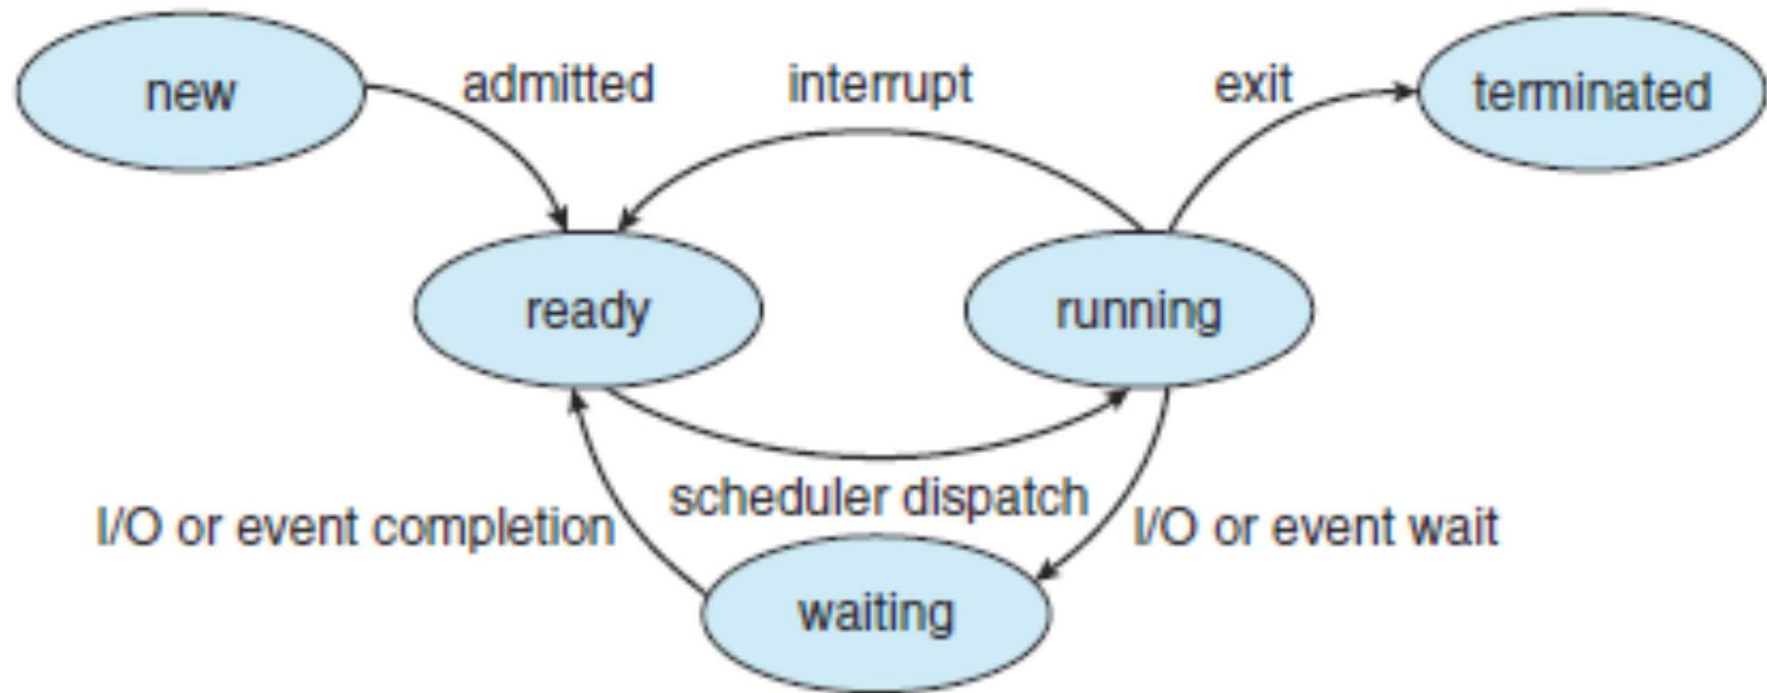 new
admitted
interrupt
exit
terminated
ready
running
scheduler dispatch
I/O or event completion
I/O or event wait
waiting